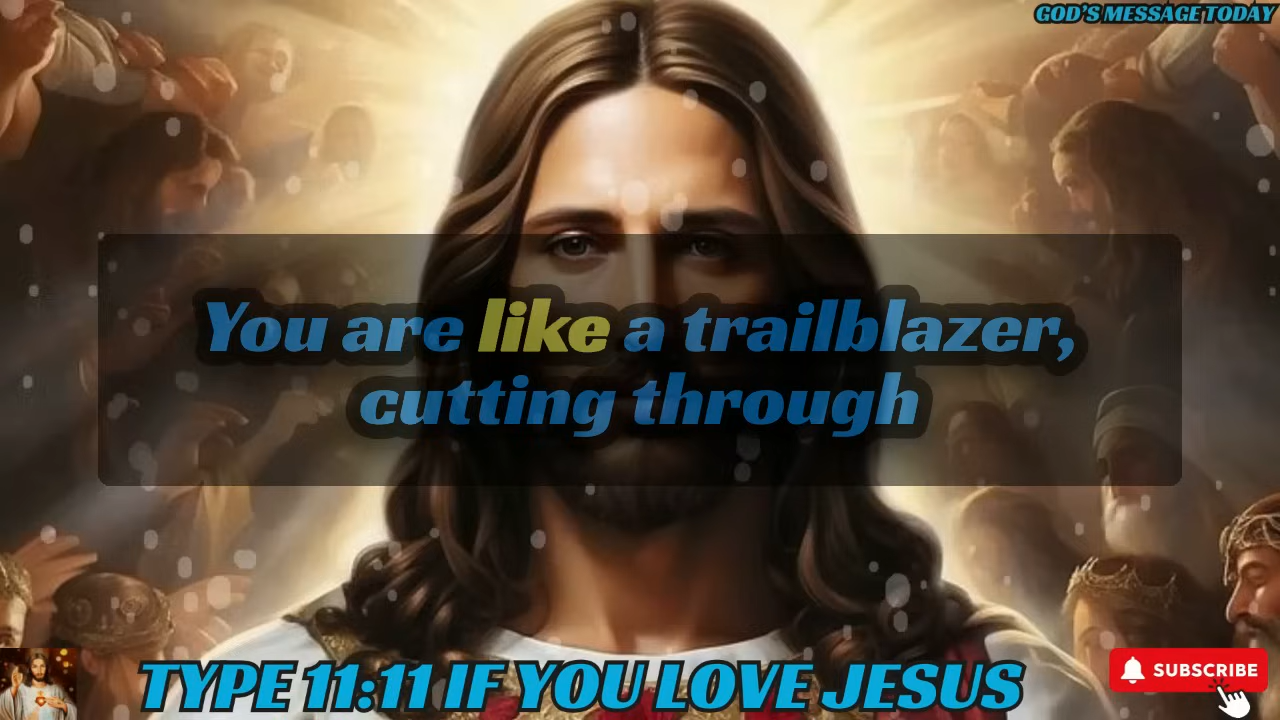 GOD'S MESSAGE TODAY
You are like a trailblazer,
cutting through
TYPE 11:11 IF YOU LOVE JESUS
SUBSCRIBE